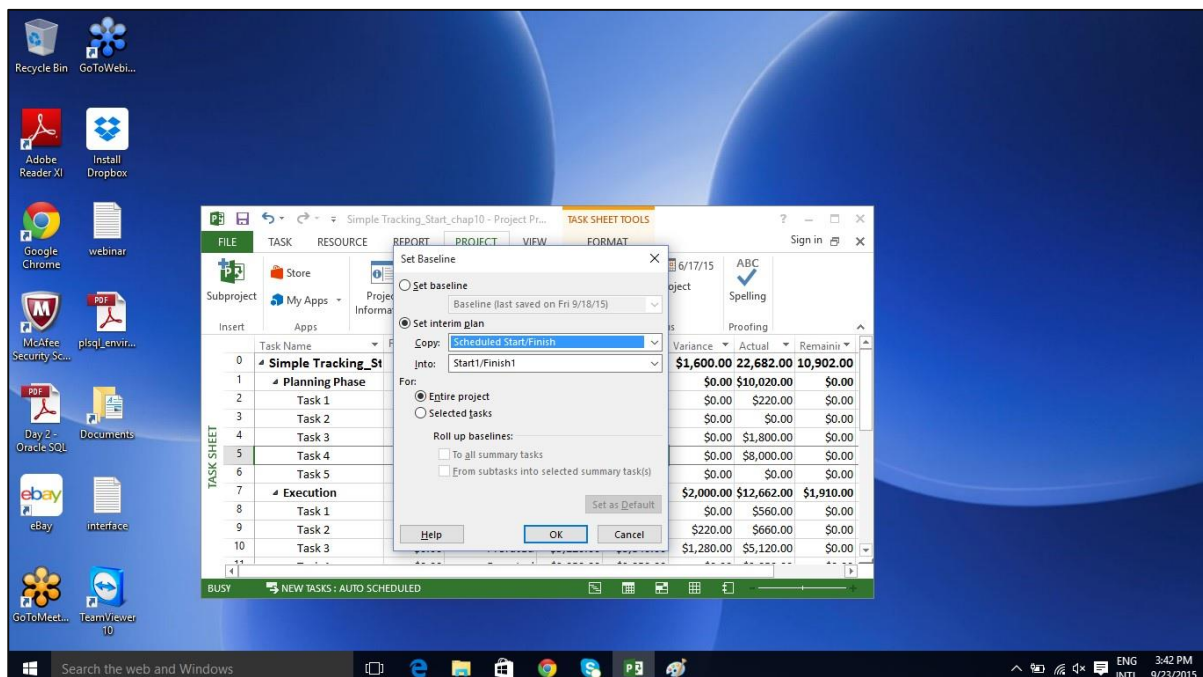 Recycle Bin
GoToWebi...
Adobe
Reader XI
Install
Dropbox
Google
Chrome
webinar
McAfee
Security Sc...
PDF
plsql_envir...
PDF
Day 2 -
Oracle SQL
Documents
ebay
eBay
interface
GoToMeet...
TeamViewer
10
Simple Tracking_Start_chap10 - Project Pr...
TASK SHEET TOOLS
?
FILE
TASK
RESOURCE
REPORT
PROJECT
VIEW
FORMAT
Sign in
Subproject
Store
My Apps
Insert
Apps
6/17/15
ABC
Spelling
Proofing
Set Baseline
Set baseline
Baseline (last saved on Fri 9/18/15)
Set interim plan
Copy: Scheduled Start/Finish
Into: Start1/Finish1
For:
Entire project
Selected tasks
Roll up baselines:
To all summary tasks
From subtasks into selected summary task(s)
Set as Default
Help
OK
Cancel
Task Name Variance Actual
0 $1,600.00 22,682.00 10,902.00
1 Planning Phase $0.00 $10,020.00 $0.00
2 Task 1 $0.00 $220.00 $0.00
3 Task 2 $0.00 $0.00 $0.00
4 Task 3 $0.00 $1,800.00 $0.00
5 Task 4 $0.00 $8,000.00 $0.00
6 Task 5 $0.00 $0.00 $0.00
7 Execution $2,000.00 $12,662.00 $1,910.00
8 Task 1 $0.00 $560.00 $0.00
9 Task 2 $220.00 $660.00 $0.00
10 Task 3 $1,280.00 $5,120.00 $0.00
TASK SHEET
BUSY
NEW TASKS : AUTO SCHEDULED
Search the web and Windows
ENG
INTL
3:42 PM
9/23/2015